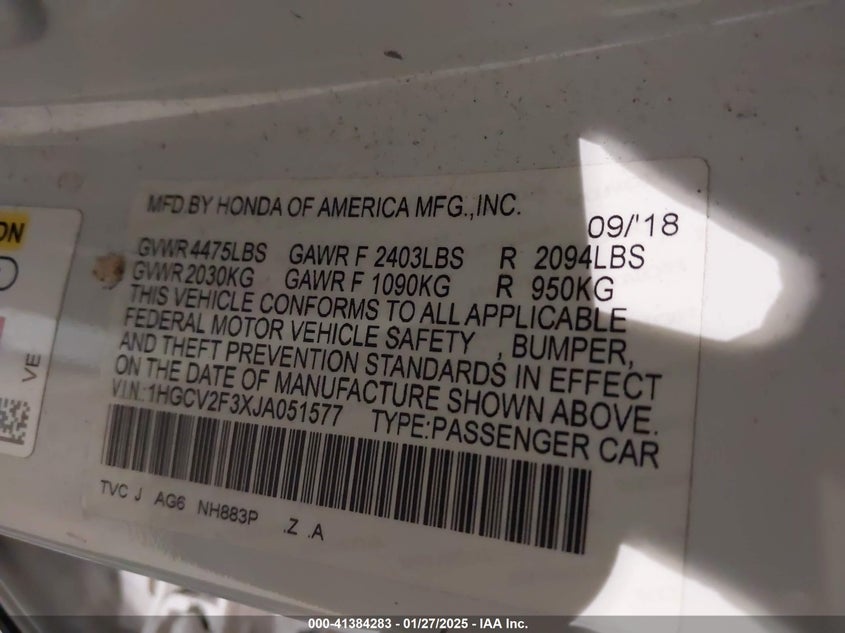 MFD.BY HONDA OF AMERICA MFG.,INC.
09/'18
GVWR 4475LBS GAWR F 2403LBS R 2094LBS
GVWR 2030KG GAWR F 1090KG R 950KG
THIS VEHICLE CONFORMS TO ALL APPLICABLE
FEDERAL MOTOR VEHICLE SAFETY , BUMPER,
AND THEFT PREVENTION STANDARDS IN EFFECT
ON THE DATE OF MANUFACTURE SHOWN ABOVE.
V.I.N.:1HGCV2F3XJA051577 TYPE:PASSENGER CAR
TVC J AG6 NH883P .Z .A
ON
VE
000-41384283 - 01/27/2025 - IAA Inc.